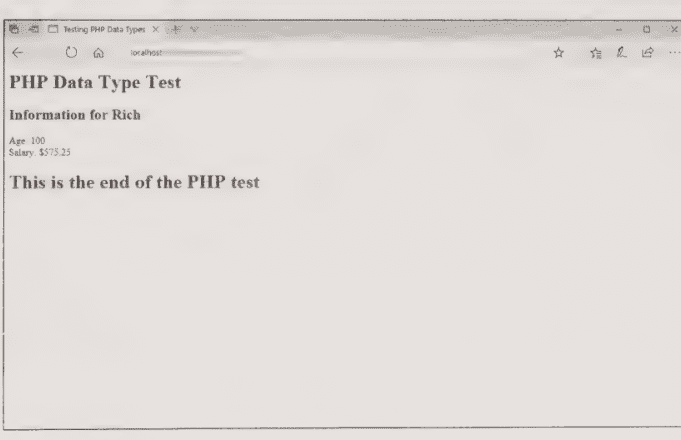 Testing PHP Data Types
localhost
PHP Data Type Test
Information for Rich
Age: 100
Salary: $575.25
This is the end of the PHP test